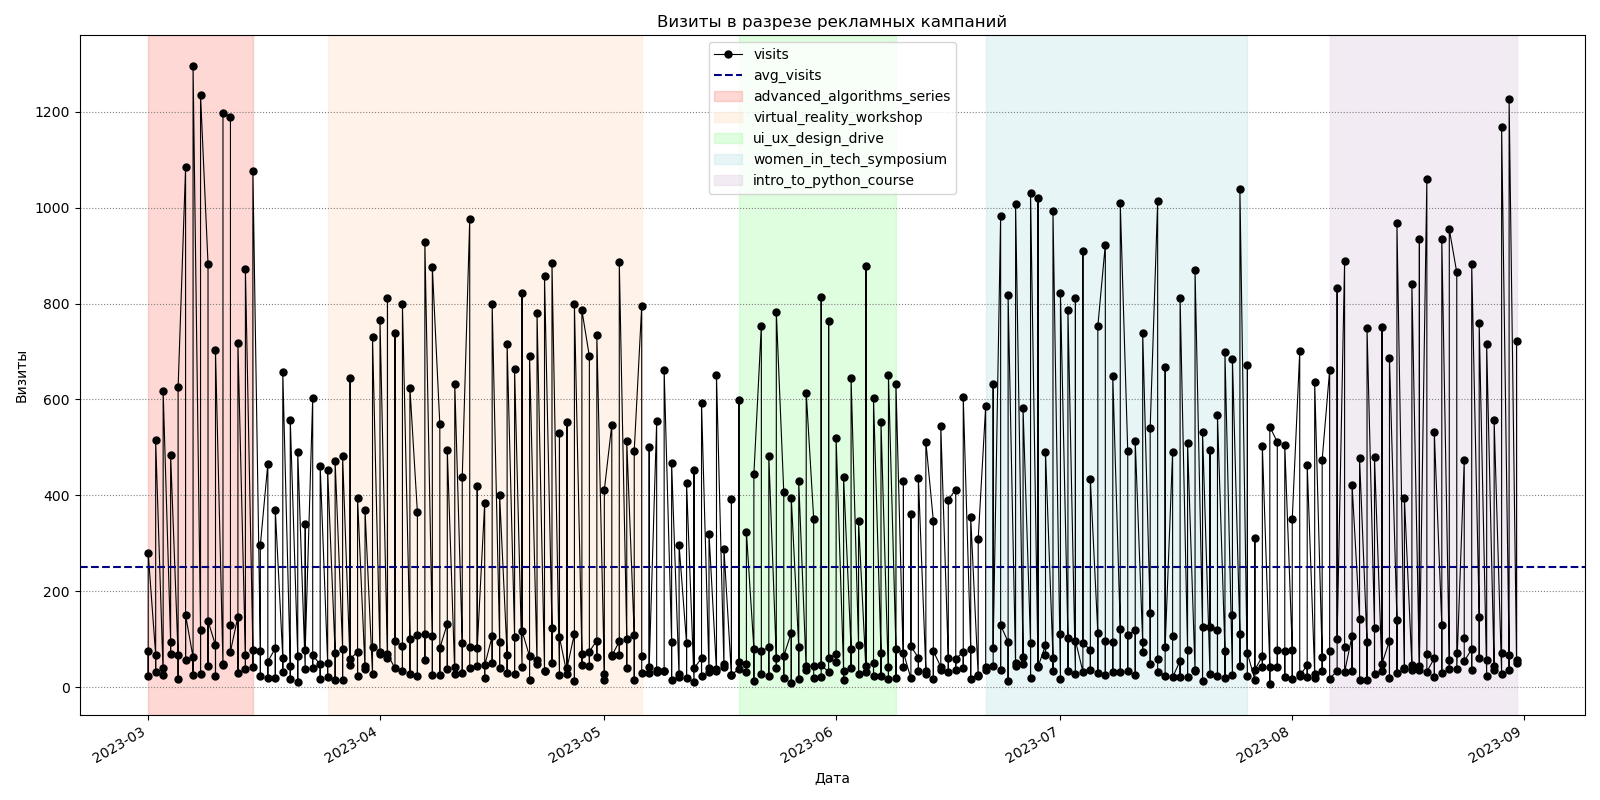 Визиты в разрезе рекламных кампаний
visits
avg_visits
advanced_algorithms_series
virtual_reality_workshop
ui_ux_design_drive
women_in_tech_symposium
intro_to_python_course
Визиты
1200
1000
800
600
400
200
0
2023-03
2023-04
2023-05
2023-06
2023-07
2023-08
2023-09
Дата